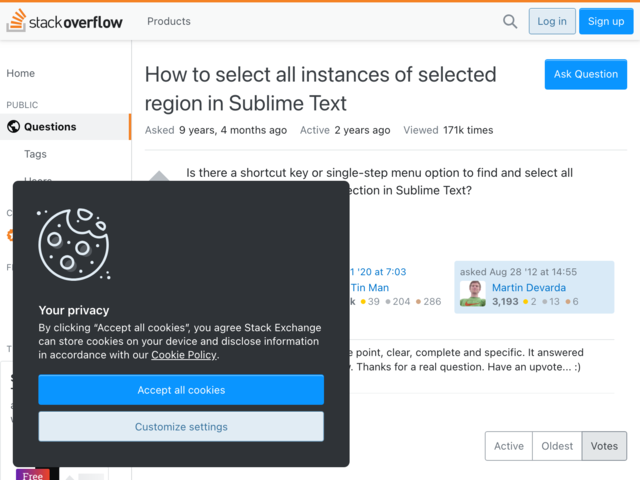 stack overflow
Products
Log in
Sign up
Home
PUBLIC
Questions
Tags
How to select all instances of selected
region in Sublime Text
Ask Question
Asked 9 years, 4 months ago Active 2 years ago Viewed 171k times
Is there a shortcut key or single-step menu option to find and select all
ection in Sublime Text?
1 '20 at 7:03
Tin Man
k 39 204 286
asked Aug 28 '12 at 14:55
Martin Devarda
3,193 2 13 6
e point, clear, complete and specific. It answered
. Thanks for a real question. Have an upvote... :)
Active Oldest Votes
Your privacy
By clicking "Accept all cookies", you agree Stack Exchange
can store cookies on your device and disclose information
in accordance with our Cookie Policy.
Accept all cookies
Customize settings
Free